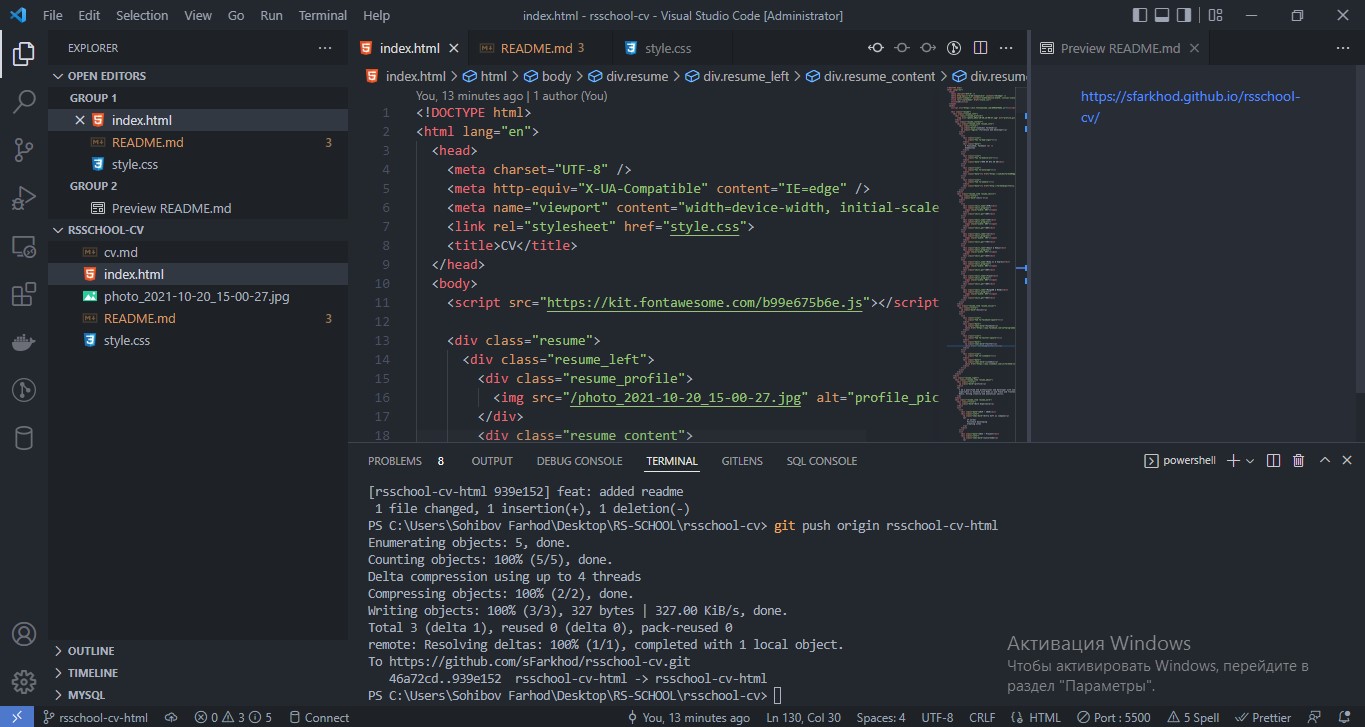 File Edit Selection View Go Run Terminal Help index.html - rsschool-cv - Visual Studio Code [Administrator]
EXPLORER
OPEN EDITORS
GROUP 1
index.html
README.md 3
style.css
GROUP 2
Preview README.md
RSSCHOOL-CV
cv.md
index.html
photo_2021-10-20_15-00-27.jpg
README.md 3
style.css
OUTLINE
TIMELINE
MYSQL
index.html README.md 3 style.css
index.html > html > body > div.resume > div.resume_left > div.resume_content > div.resum
You, 13 minutes ago | 1 author (You)
1 <!DOCTYPE html>
2 <html lang="en">
3 <head>
4 <meta charset="UTF-8" />
5 <meta http-equiv="X-UA-Compatible" content="IE=edge" />
6 <meta name="viewport" content="width=device-width, initial-scale
7 <link rel="stylesheet" href="style.css">
8 <title>CV</title>
9 </head>
10 <body>
11 <script src="https://kit.fontawesome.com/b99e675b6e.js"></script
12
13 <div class="resume">
14 <div class="resume_left">
15 <div class="resume_profile">
16 <img src="/photo_2021-10-20_15-00-27.jpg" alt="profile_pic
17 </div>
18 <div class="resume_content">
Preview README.md
https://sfarkhod.github.io/rsschool-
cv/
PROBLEMS 8 OUTPUT DEBUG CONSOLE TERMINAL GITLENS SQL CONSOLE powershell
[rsschool-cv-html 939e152] feat: added readme
1 file changed, 1 insertion(+), 1 deletion(-)
PS C:\Users\Sohibov Farhod\Desktop\RS-SCHOOL\rsschool-cv> git push origin rsschool-cv-html
Enumerating objects: 5, done.
Counting objects: 100% (5/5), done.
Delta compression using up to 4 threads
Compressing objects: 100% (2/2), done.
Writing objects: 100% (3/3), 327 bytes | 327.00 KiB/s, done.
Total 3 (delta 1), reused 0 (delta 0), pack-reused 0
remote: Resolving deltas: 100% (1/1), completed with 1 local object.
To https://github.com/sFarkhod/rsschool-cv.git
46a72cd..939e152 rsschool-cv-html -> rsschool-cv-html
PS C:\Users\Sohibov Farhod\Desktop\RS-SCHOOL\rsschool-cv>
Активация Windows
Чтобы активировать Windows, перейдите в
раздел "Параметры".
rsschool-cv-html 0 3 5 Connect You, 13 minutes ago Ln 130, Col 30 Spaces: 4 UTF-8 CRLF HTML Port : 5500 5 Spell Prettier